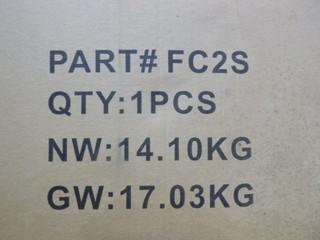 PART# FC2S
QTY:1PCS
NW:14.10KG
GW:17.03KG